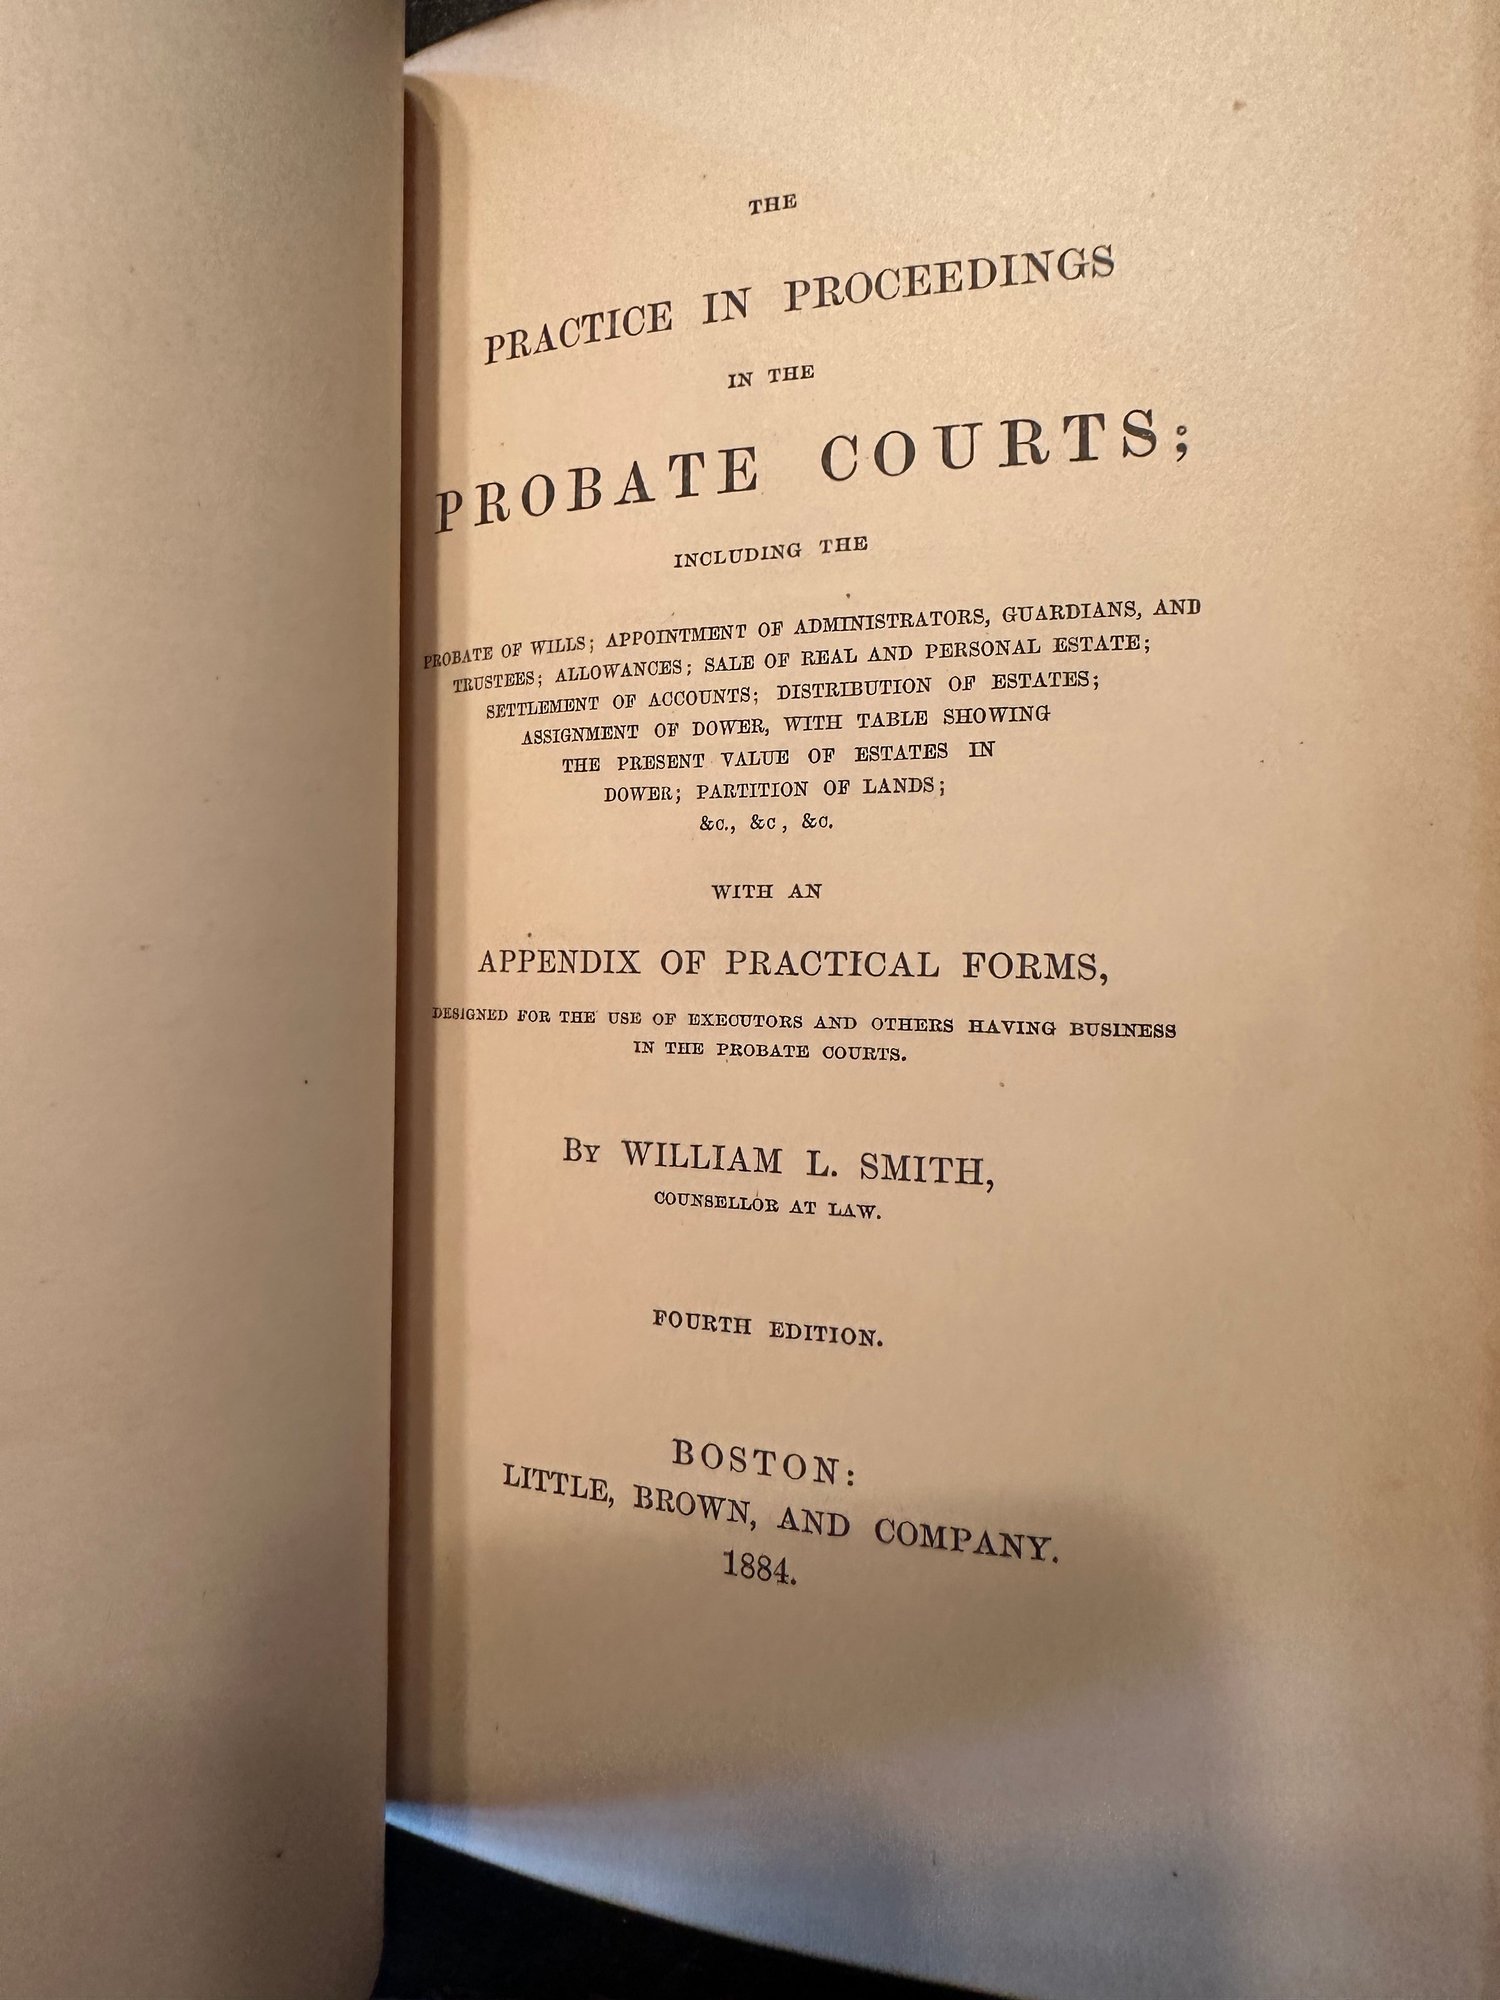 THE
PRACTICE IN PROCEEDINGS
IN THE
PROBATE COURTS;
INCLUDING THE
PROBATE OF WILLS; APPOINTMENT OF ADMINISTRATORS, GUARDIANS, AND
TRUSTEES; ALLOWANCES; SALE OF REAL AND PERSONAL ESTATE;
SETTLEMENT OF ACCOUNTS; DISTRIBUTION OF ESTATES;
ASSIGNMENT OF DOWER, WITH TABLE SHOWING
THE PRESENT VALUE OF ESTATES IN
DOWER; PARTITION OF LANDS;
&C., &C, &C.
WITH AN
APPENDIX OF PRACTICAL FORMS,
DESIGNED FOR THE USE OF EXECUTORS AND OTHERS HAVING BUSINESS
IN THE PROBATE COURTS.
BY WILLIAM L. SMITH,
COUNSELLOR AT LAW.
FOURTH EDITION.
BOSTON:
LITTLE, BROWN, AND COMPANY.
1884.